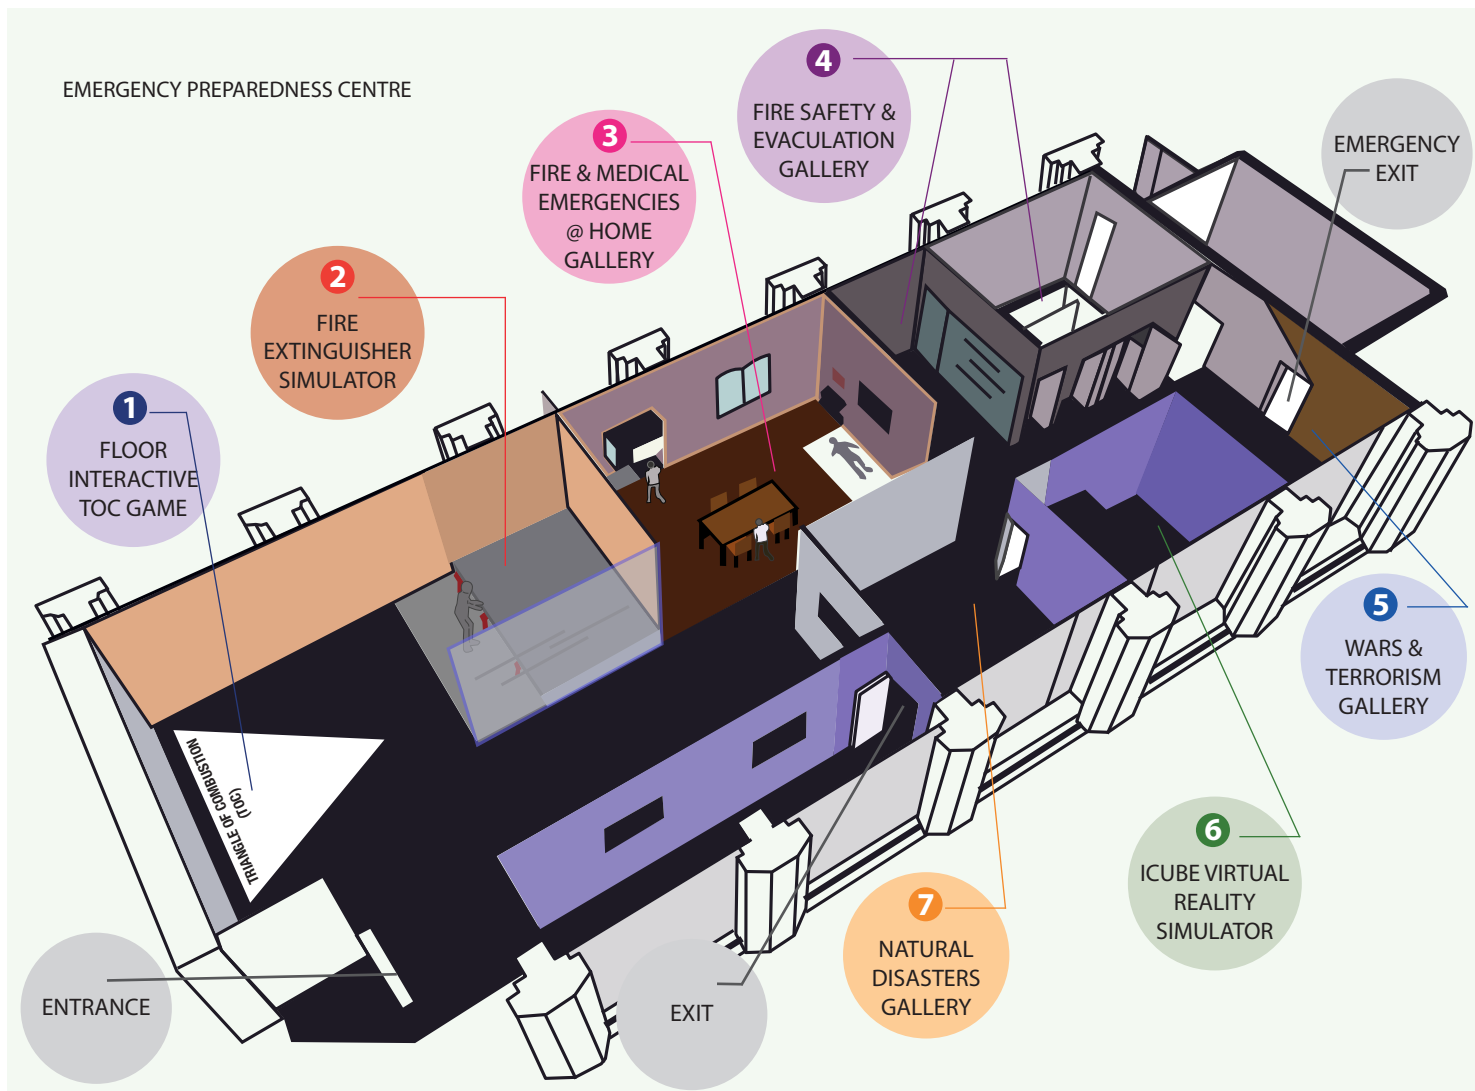 EMERGENCY PREPAREDNESS CENTRE
1
FLOOR
INTERACTIVE
TOC GAME
2
FIRE
EXTINGUISHER
SIMULATOR
3
FIRE & MEDICAL
EMERGENCIES
@ HOME
GALLERY
4
FIRE SAFETY &
EVACULATION
GALLERY
EMERGENCY
EXIT
5
WARS &
TERRORISM
GALLERY
6
ICUBE VIRTUAL
REALITY
SIMULATOR
7
NATURAL
DISASTERS
GALLERY
EXIT
ENTRANCE
TRIANGLE OF COMBUSTION
(TOC)